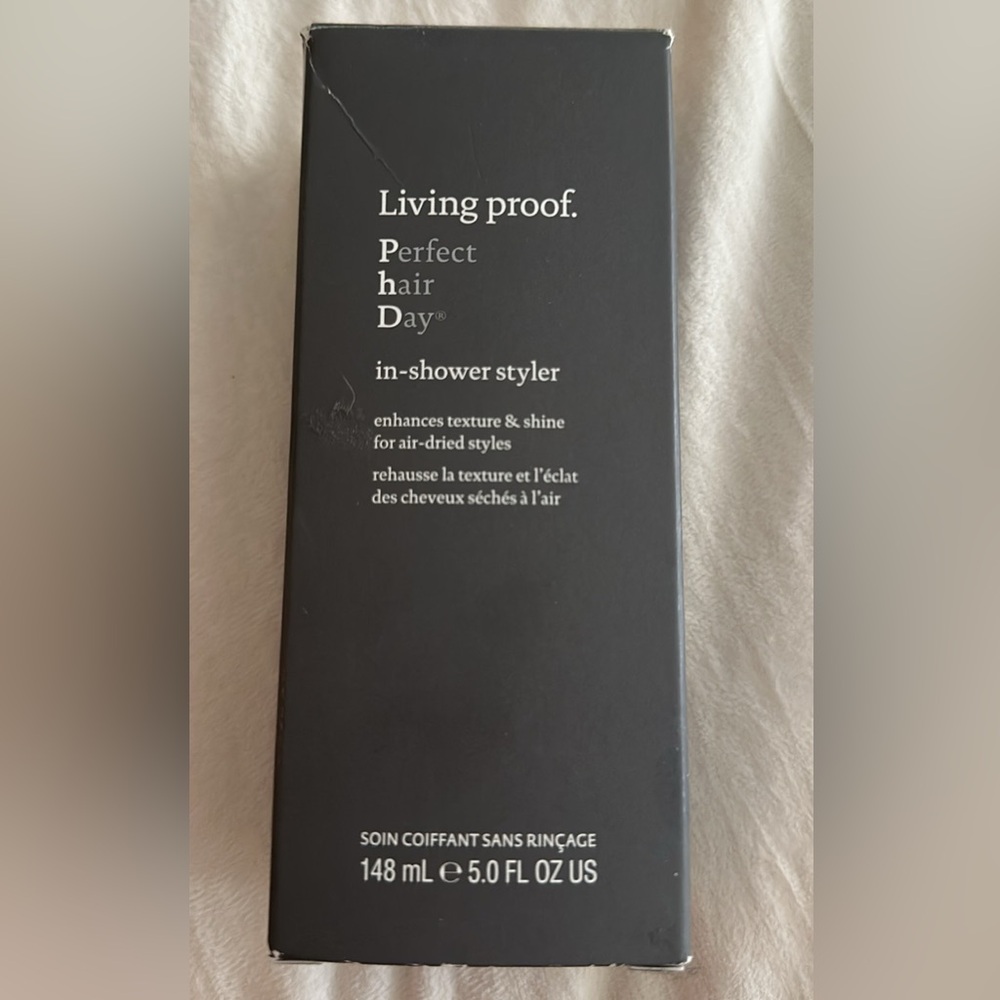 Living proof.
Perfect
hair
Day®
in-shower styler
enhances texture & shine
for air-dried styles
rehausse la texture et l'éclat
des cheveux séchés à l'air
SOIN COIFFANT SANS RINÇAGE
148 mL ℮ 5.0 FL OZ US